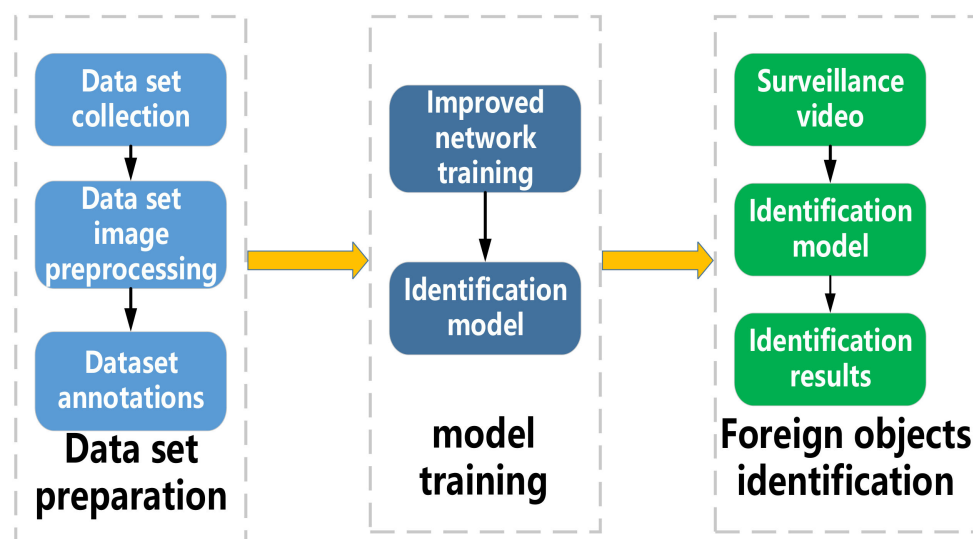 Data set
collection
Data set
image
preprocessing
Dataset
annotations
Data set
preparation
Improved
network
training
Identification
model
model
training
Surveillance
video
Identification
model
Identification
results
Foreign objects
identification